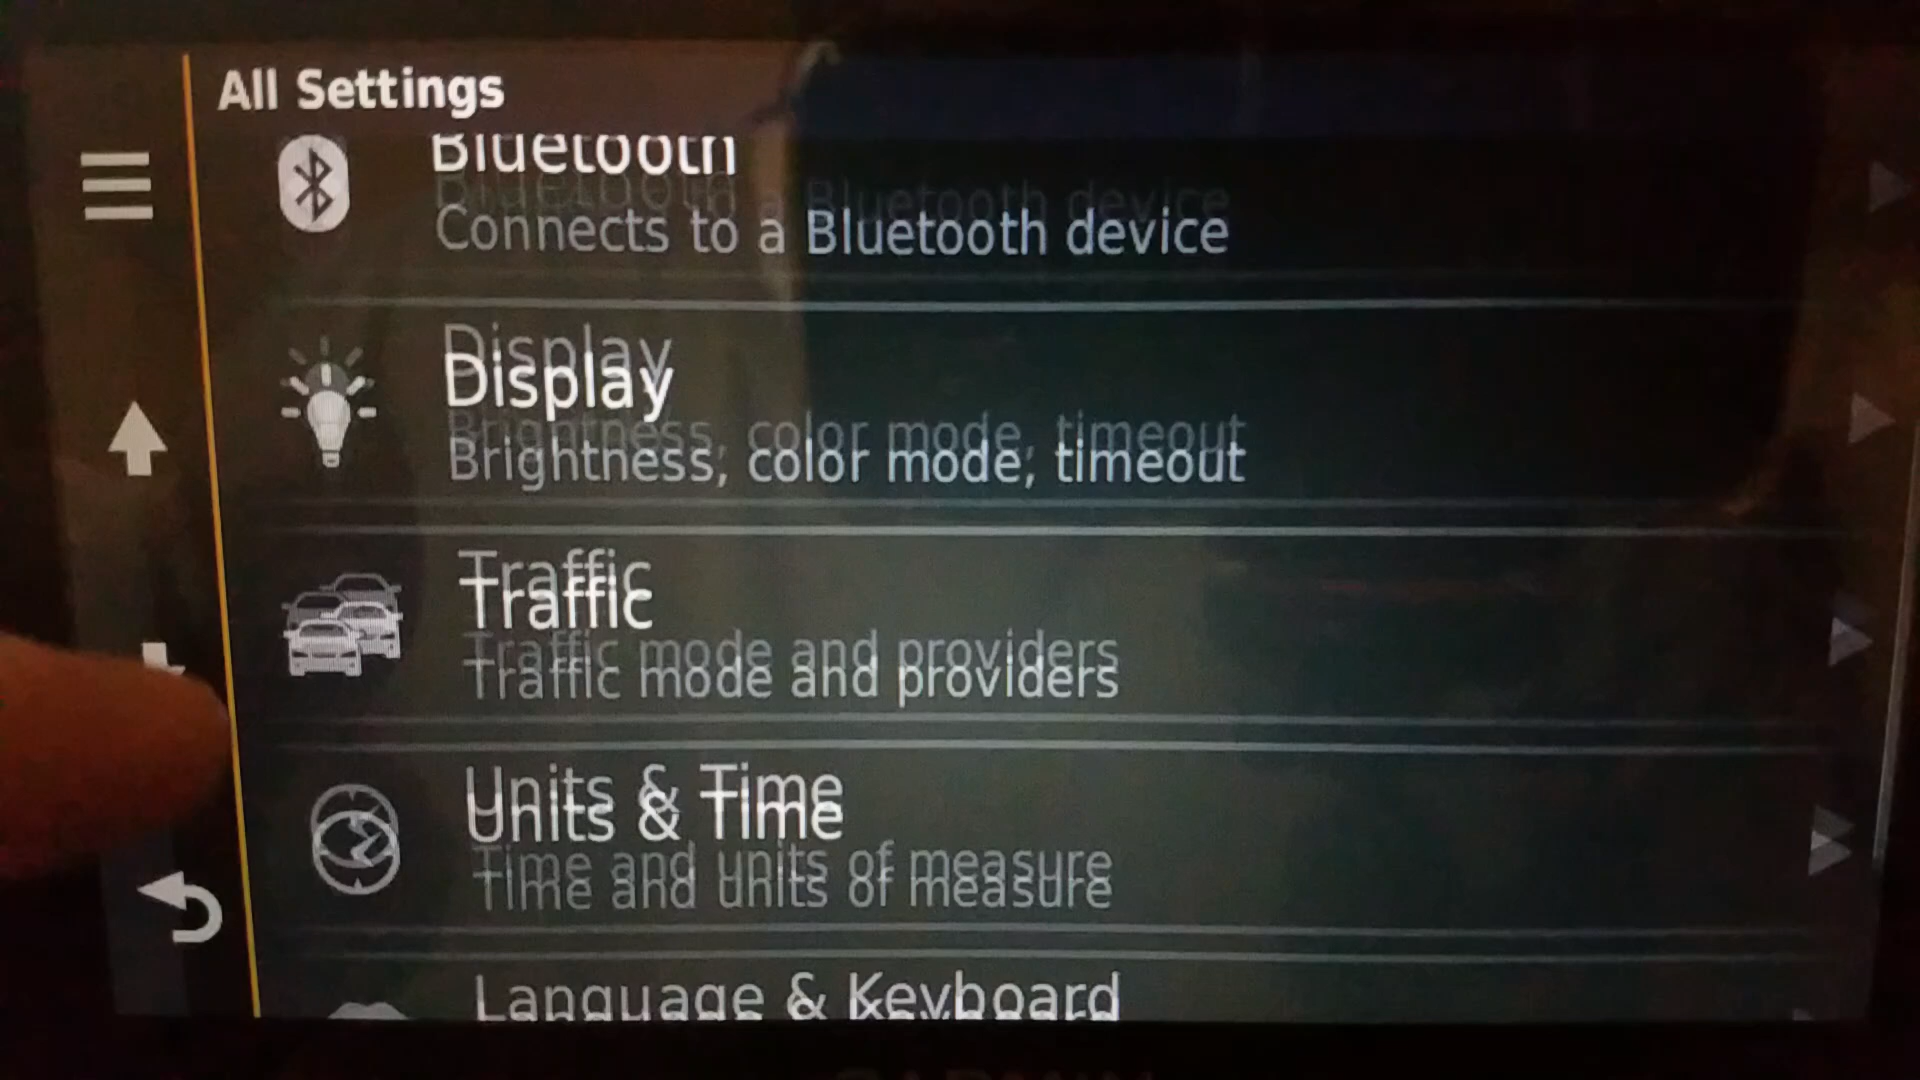 All Settings
Bluetooth
Connects to a Bluetooth device
Display
Brightness, color mode, timeout
Traffic
Traffic mode and providers
Units & Time
Time and units of measure
Language & Keyboard